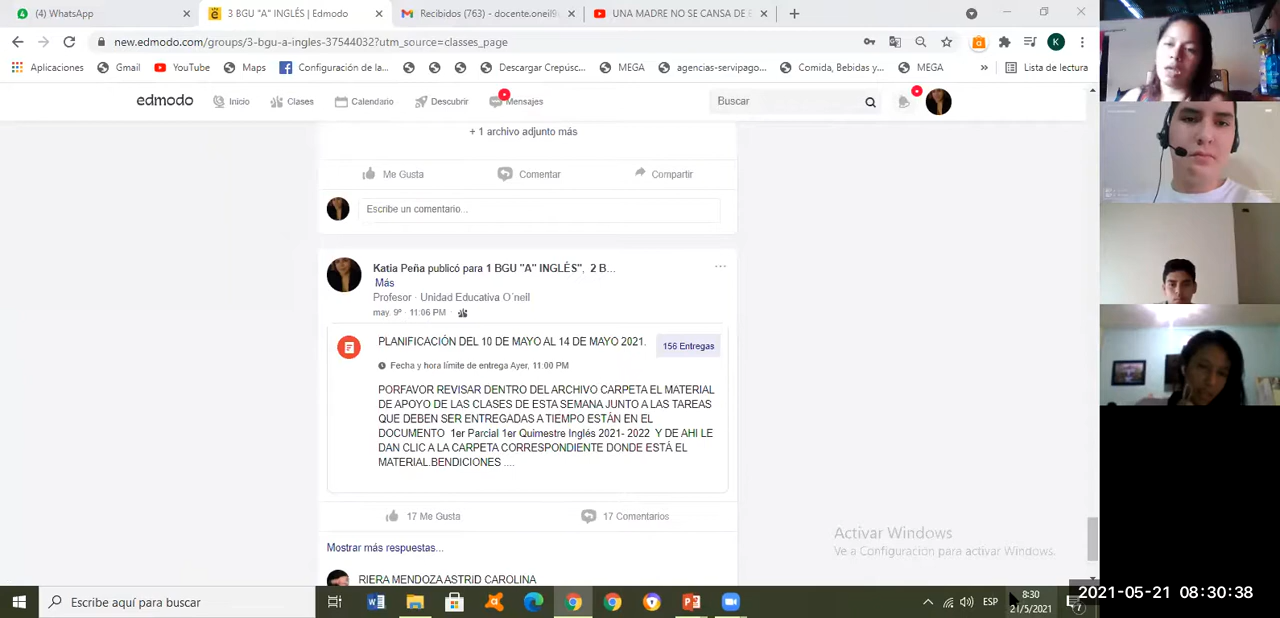 (4) WhatsApp
3 BGU "A" INGLÉS | Edmodo
Recibidos (763) - docenteoneil9
UNA MADRE NO SE CANSA DE E
new.edmodo.com/groups/3-bgu-a-ingles-37544032?utm_source=classes_page
K
Aplicaciones Gmail YouTube Maps Configuración de la... Descargar Crepúsc... MEGA agencias-servipago... Comida, Bebidas y... MEGA » Lista de lectura
edmodo Inicio Clases Calendario Descubrir Mensajes Buscar
+ 1 archivo adjunto más
Me Gusta Comentar Compartir
Escribe un comentario...
Katia Peña publicó para 1 BGU "A" INGLÉS", 2 B...
Más
Profesor · Unidad Educativa O´neil
may. 9º · 11:06 PM
PLANIFICACIÓN DEL 10 DE MAYO AL 14 DE MAYO 2021. 156 Entregas
Fecha y hora límite de entrega Ayer, 11:00 PM
PORFAVOR REVISAR DENTRO DEL ARCHIVO CARPETA EL MATERIAL
DE APOYO DE LAS CLASES DE ESTA SEMANA JUNTO A LAS TAREAS
QUE DEBEN SER ENTREGADAS A TIEMPO ESTÁN EN EL
DOCUMENTO 1er Parcial 1er Quimestre Inglés 2021- 2022 Y DE AHI LE
DAN CLIC A LA CARPETA CORRESPONDIENTE DONDE ESTÁ EL
MATERIAL.BENDICIONES ....
17 Me Gusta 17 Comentarios
Mostrar más respuestas...
RIERA MENDOZA ASTRID CAROLINA
Activar Windows
Ve a Configuración para activar Windows.
Escribe aquí para buscar
ESP
8:30
21/5/2021
7
2021-05-21 08:30:38